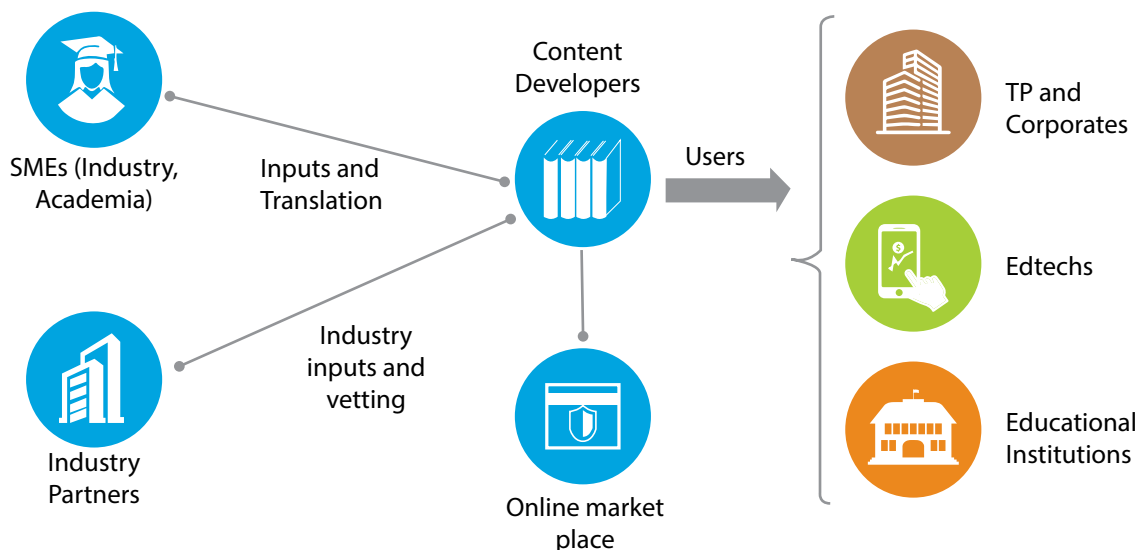 SMEs (Industry,
Academia)
Inputs and
Translation
Content
Developers
Users
Industry
Partners
Industry
inputs and
vetting
Online market
place
TP and
Corporates
Edtechs
Educational
Institutions
$